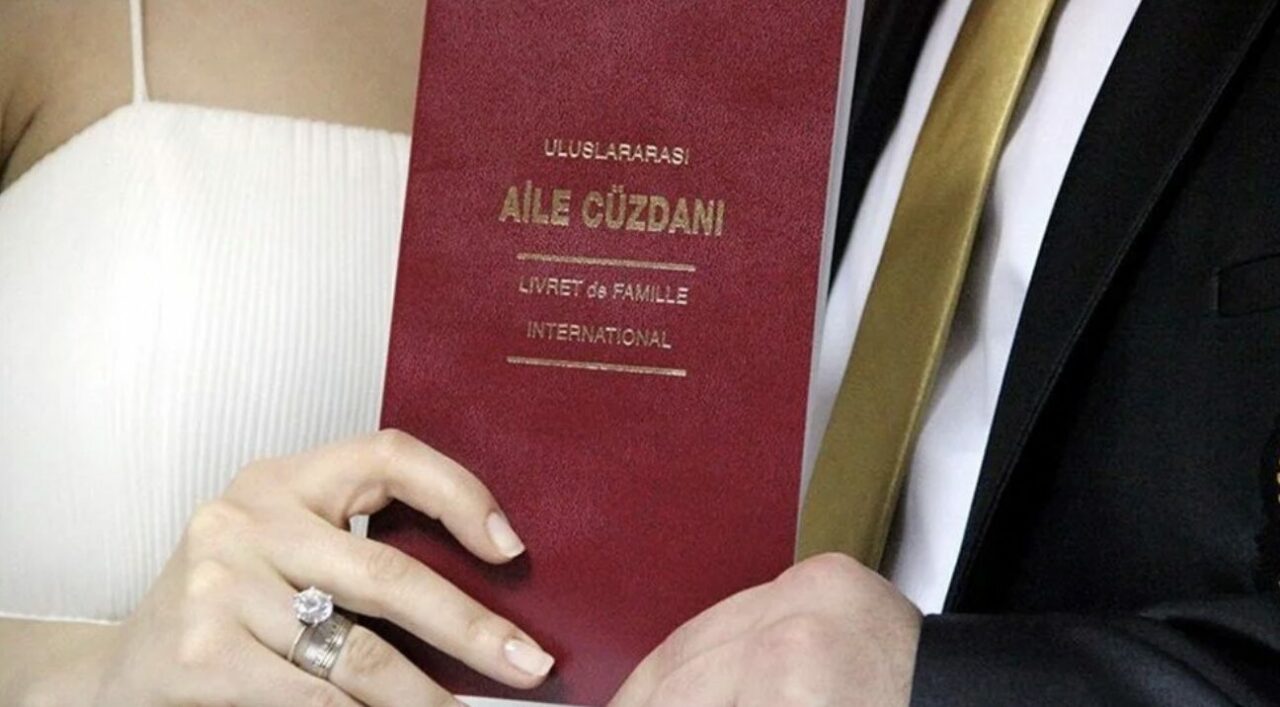 ULUSLARARASI
AİLE CÜZDANI
LIVRET de FAMILLE
INTERNATIONAL